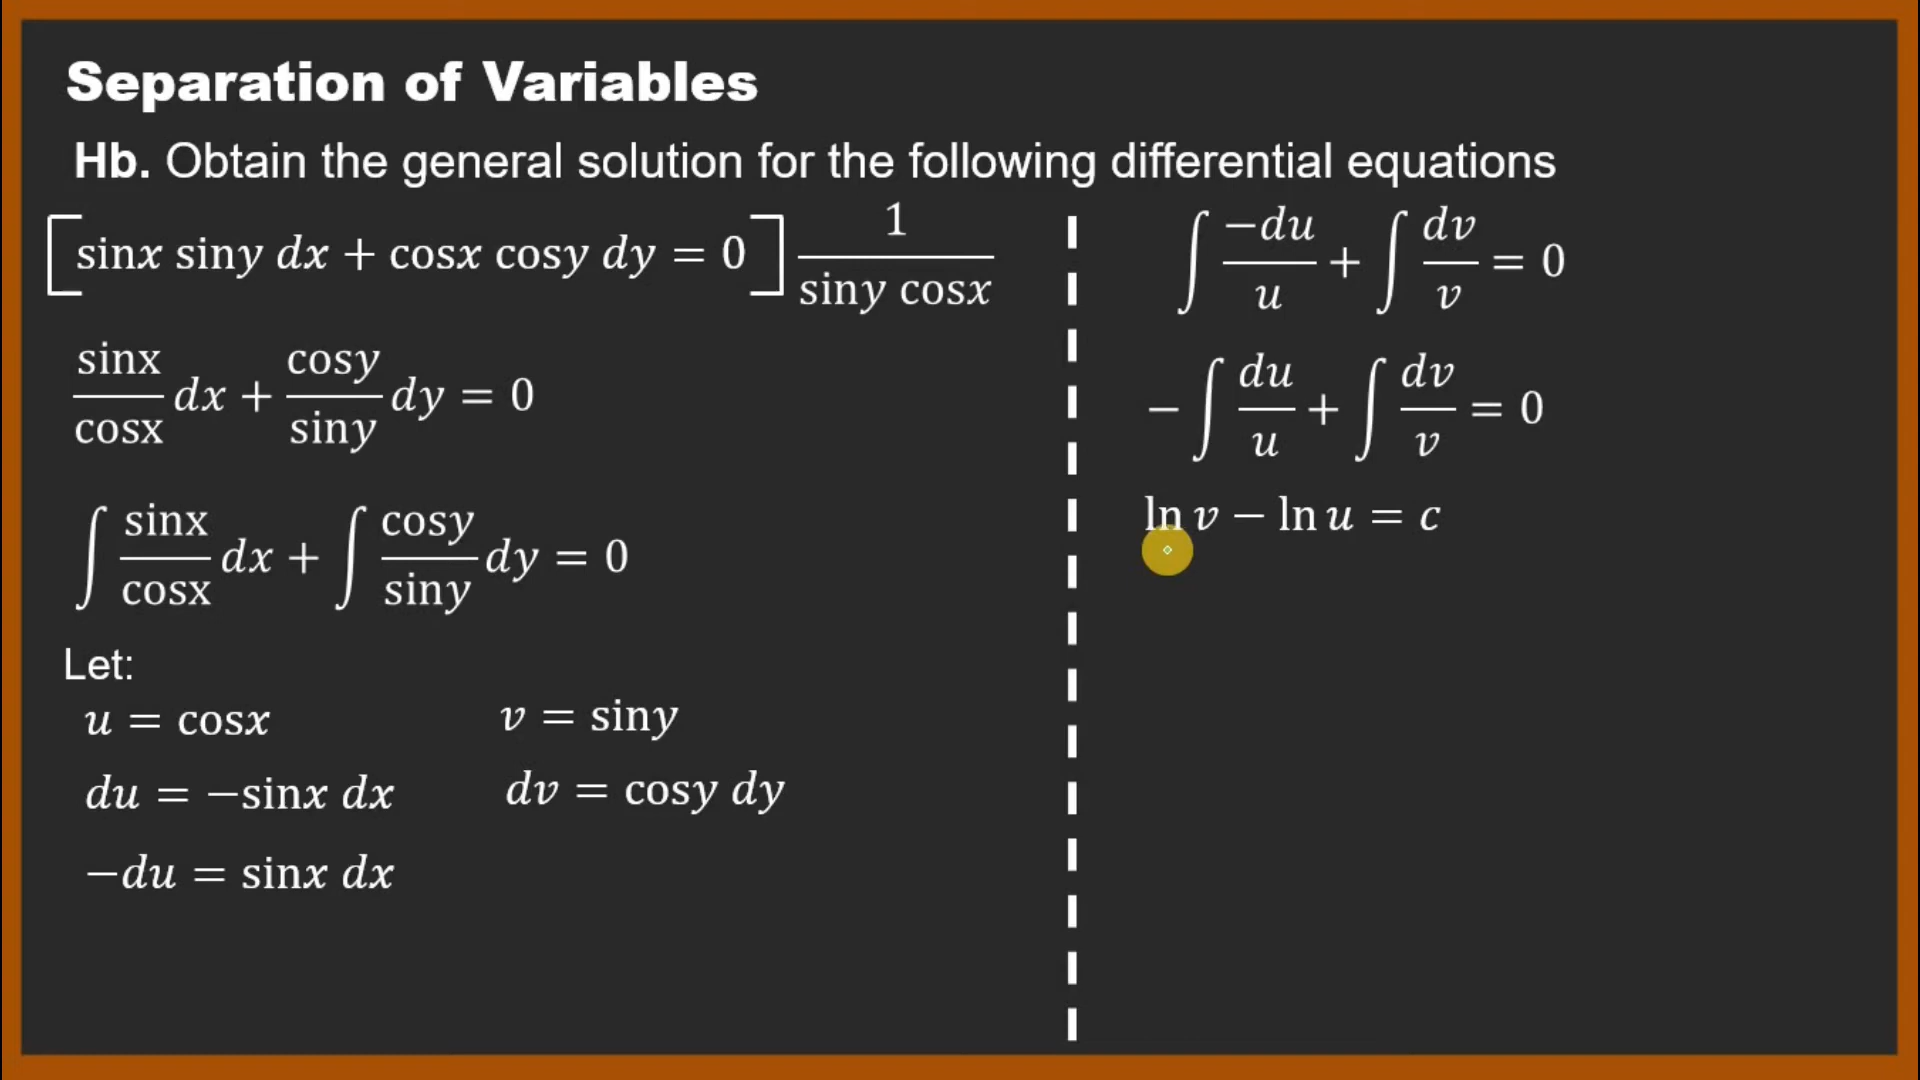 Separation of Variables
Hb. Obtain the general solution for the following differential equations
[sinx siny dx + cosx cosy dy = 0] 1/(siny cosx)
sinx/cosx dx + cosy/siny dy = 0
∫ sinx/cosx dx + ∫ cosy/siny dy = 0
Let:
u = cosx
v = siny
du = −sinx dx
dv = cosy dy
−du = sinx dx
∫ −du/u + ∫ dv/v = 0
− ∫ du/u + ∫ dv/v = 0
ln v − ln u = c